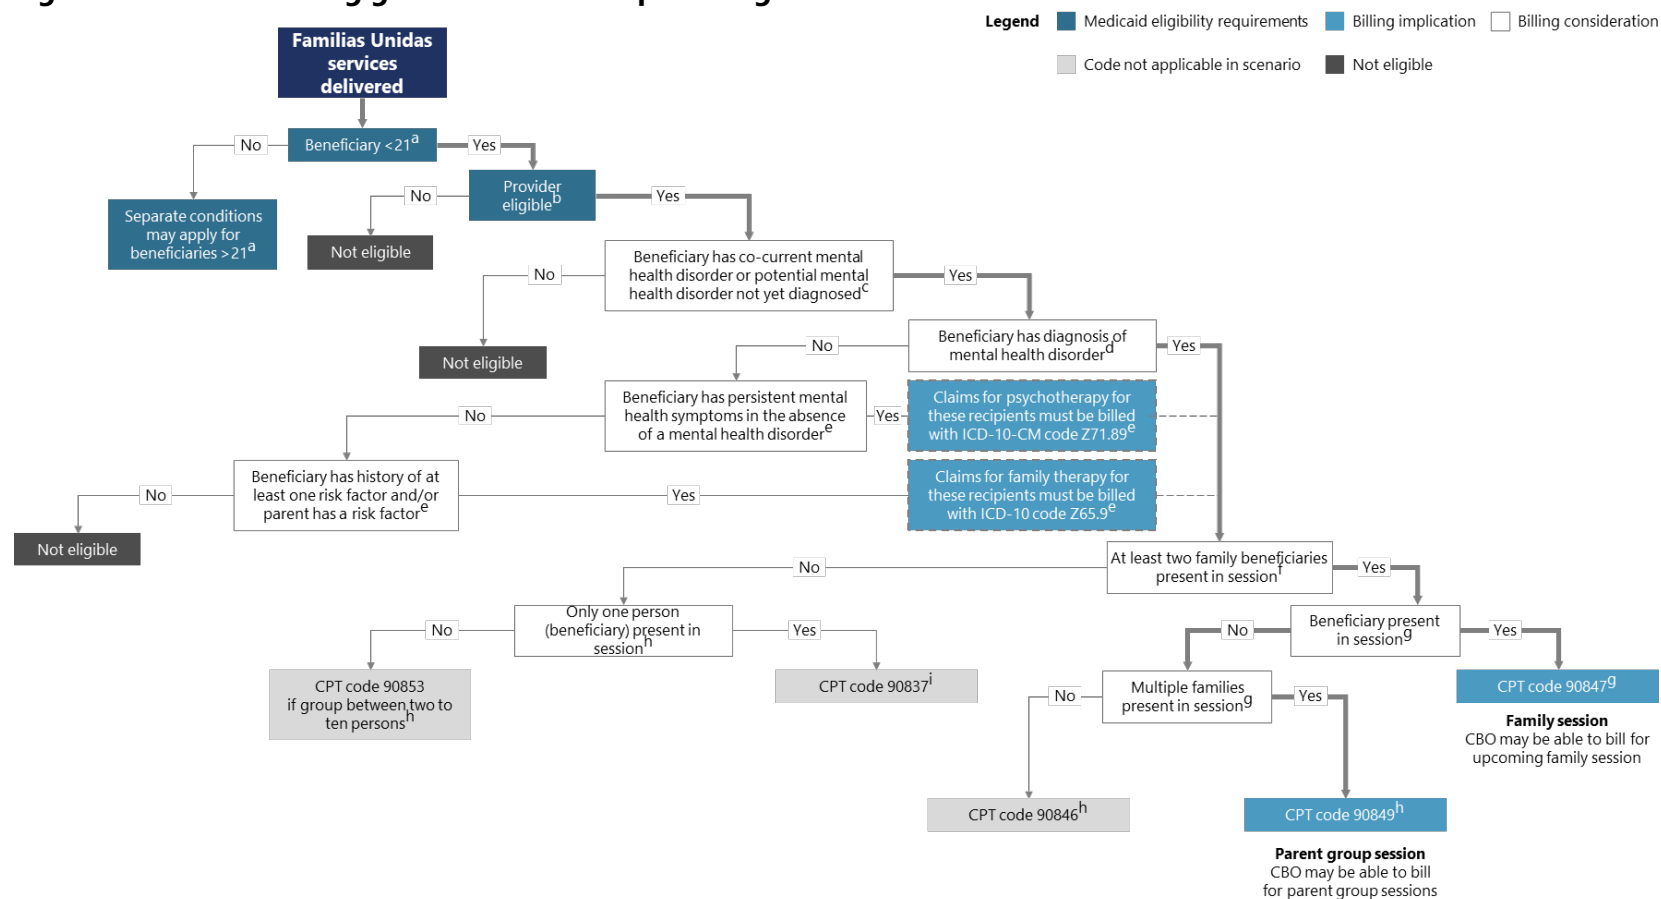 Legend
Medicaid eligibility requirements
Billing implication
Billing consideration
Code not applicable in scenario
Not eligible
Familias Unidas
services
delivered
No
Beneficiary <21a
Yes
Separate conditions
may apply for
beneficiaries >21a
No
Provider
eligibleb
Yes
Not eligible
No
Beneficiary has co-current mental
health disorder or potential mental
health disorder not yet diagnosedc
Yes
Not eligible
No
Beneficiary has diagnosis of
mental health disorderd
Yes
No
Beneficiary has persistent mental
health symptoms in the absence
of a mental health disordere
Yes
Claims for psychotherapy for
these recipients must be billed
with ICD-10-CM code Z71.89e
No
Beneficiary has history of at
least one risk factor and/or
parent has a risk factore
Yes
Claims for family therapy for
these recipients must be billed
with ICD-10 code Z65.9e
Not eligible
No
At least two family beneficiaries
present in sessionf
Yes
No
Only one person
(beneficiary) present in
sessionh
Yes
No
Beneficiary present
in sessiong
Yes
CPT code 90853
if group between two to
ten personsh
CPT code 90837i
No
Multiple families
present in sessiong
Yes
CPT code 90847g
Family session
CBO may be able to bill for
upcoming family session
CPT code 90846h
CPT code 90849h
Parent group session
CBO may be able to bill
for parent group sessions